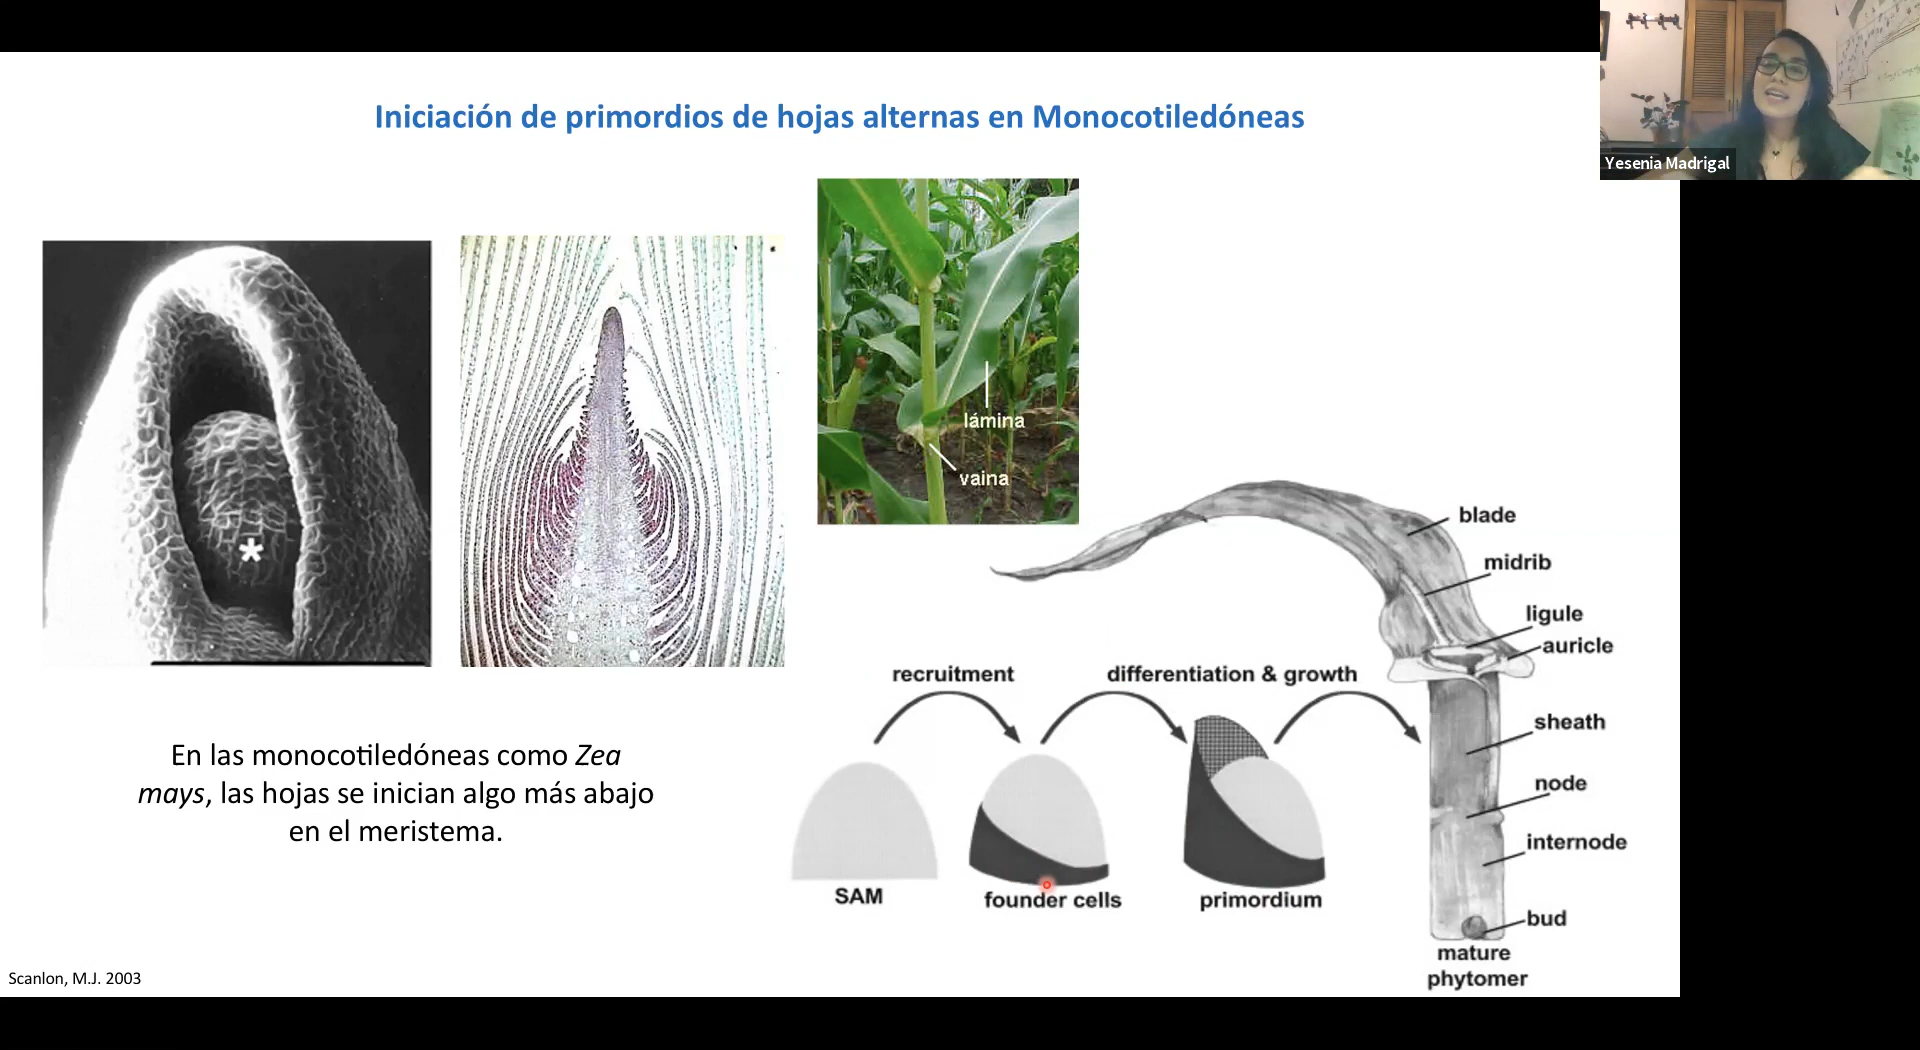 Iniciación de primordios de hojas alternas en Monocotiledóneas
Yesenia Madrigal
*
lámina
vaina
En las monocotiledóneas como Zea
mays, las hojas se inician algo más abajo
en el meristema.
recruitment
differentiation & growth
SAM
founder cells
primordium
blade
midrib
ligule
auricle
sheath
node
internode
bud
mature
phytomer
Scanlon, M.J. 2003